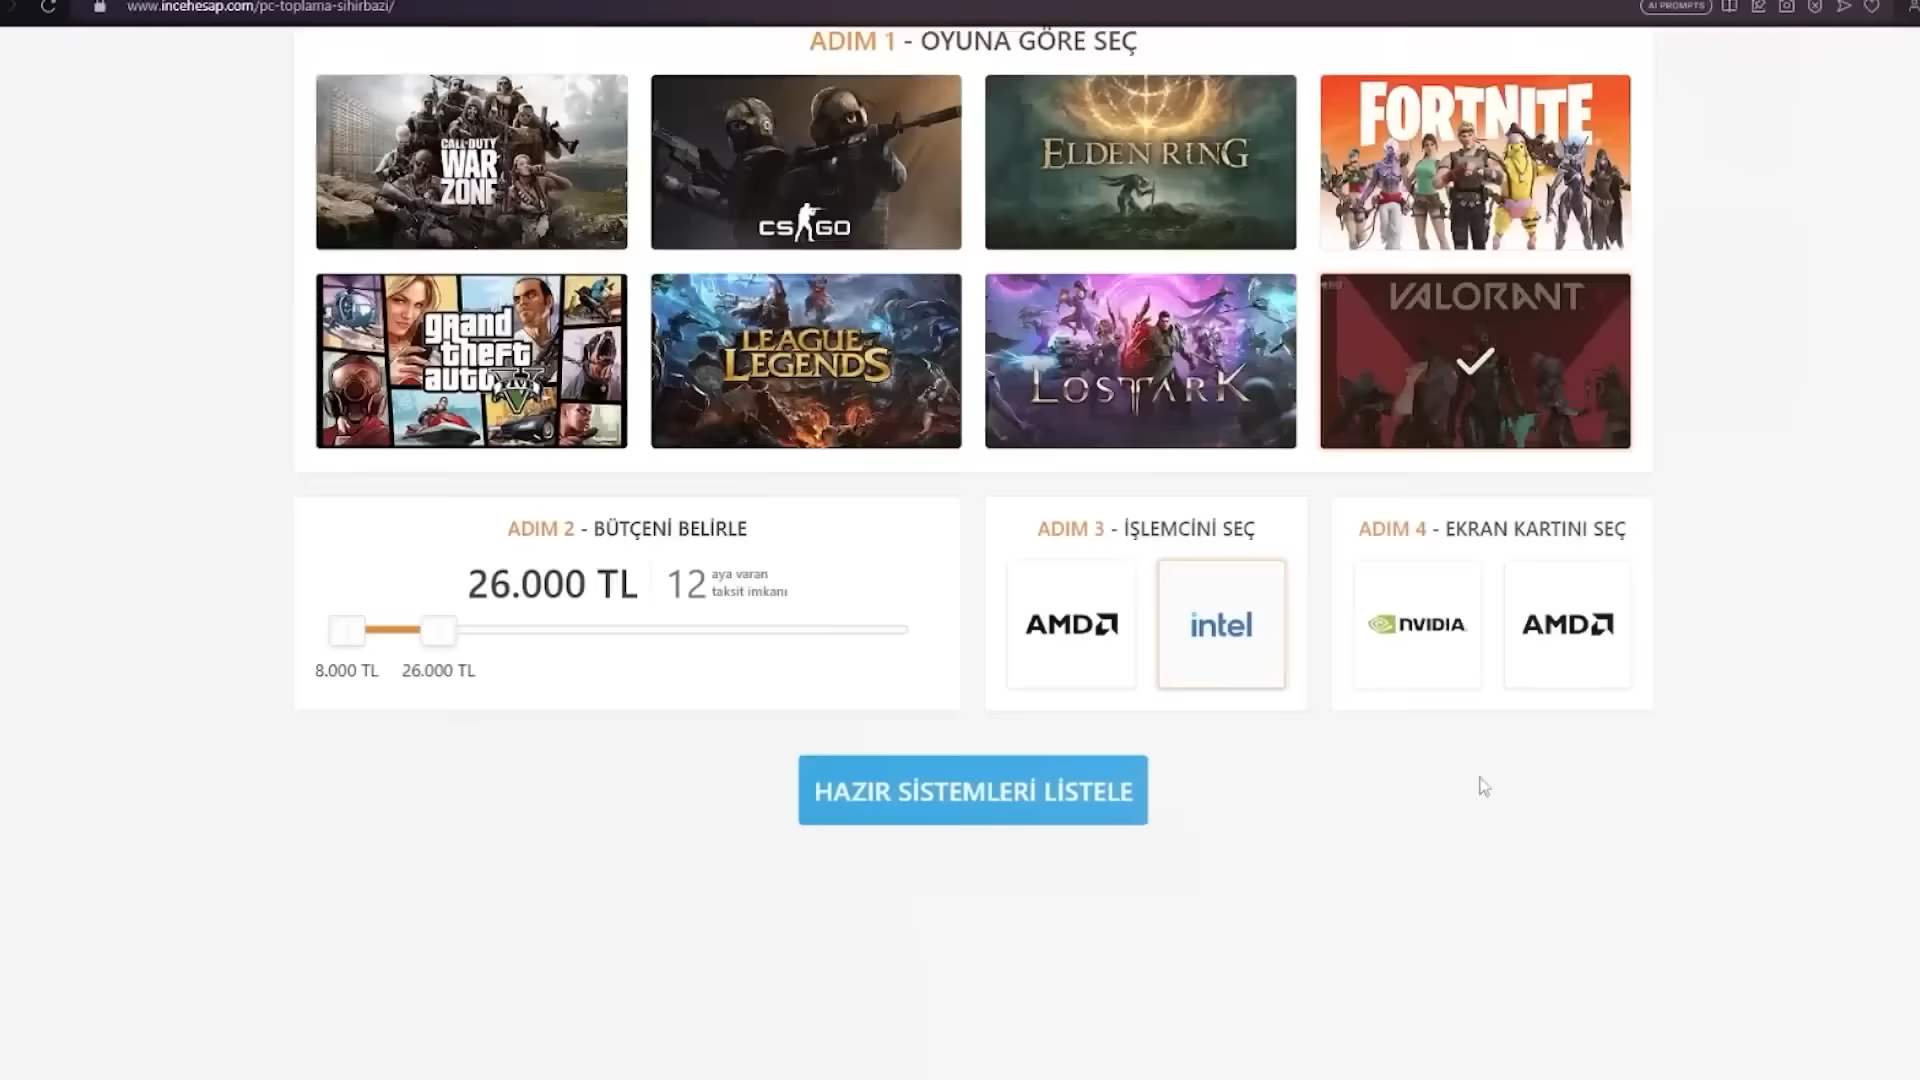 www.incehesap.com/pc-toplama-sihirbazi/
AI PROMPTS
ADIM 1 - OYUNA GÖRE SEÇ
CALL OF DUTY
WAR
ZONE
CS GO
ELDEN RING
FORTNITE
grand
theft
auto
V
LEAGUE of
LEGENDS
LOST ARK
VALORANT
ADIM 2 - BÜTÇENİ BELİRLE
26.000 TL
12 aya varan
taksit imkanı
8.000 TL
26.000 TL
ADIM 3 - İŞLEMCİNİ SEÇ
AMD
intel
ADIM 4 - EKRAN KARTINI SEÇ
NVIDIA
AMD
HAZIR SİSTEMLERİ LİSTELE